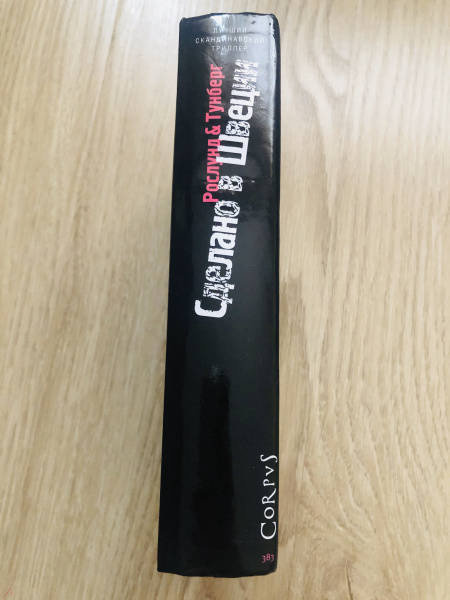 ЛУЧШИЙ
СКАНДИНАВСКИЙ
ТРИЛЛЕР
Рослунд & Тунберг
Сделано в Швеции
CORPVS
383